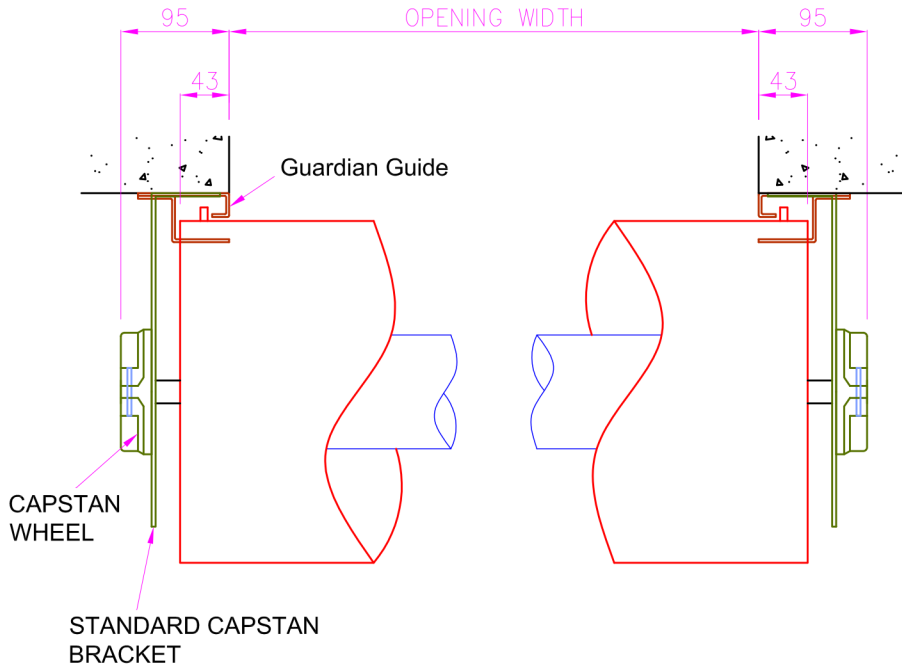 95
OPENING WIDTH
95
43
43
Guardian Guide
CAPSTAN
WHEEL
STANDARD CAPSTAN
BRACKET